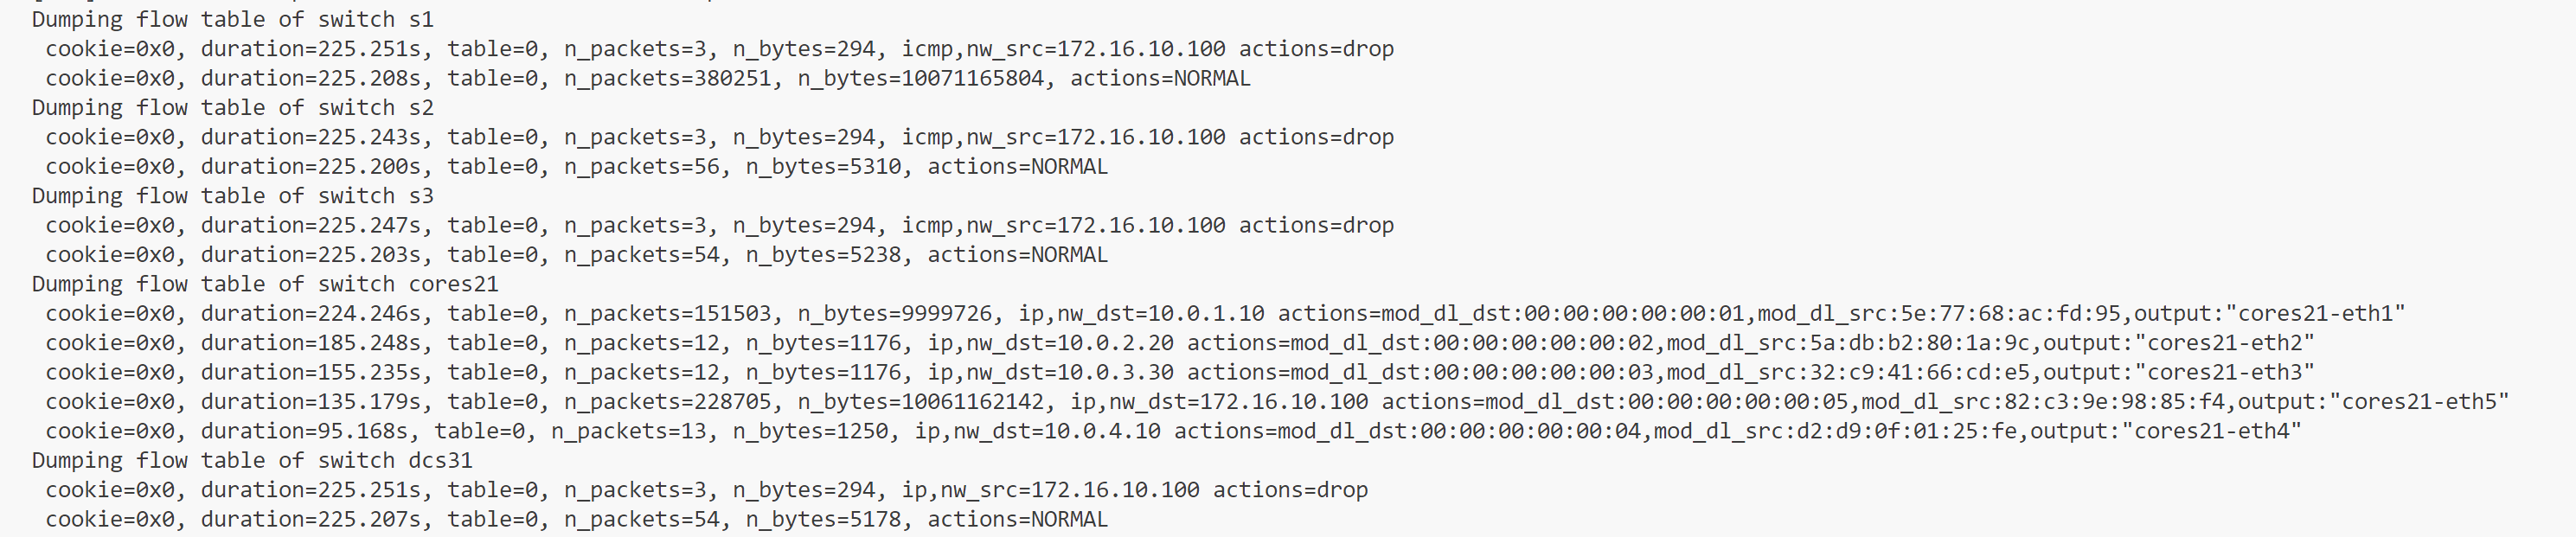 Dumping flow table of switch s1
cookie=0x0, duration=225.251s, table=0, n_packets=3, n_bytes=294, icmp,nw_src=172.16.10.100 actions=drop
cookie=0x0, duration=225.208s, table=0, n_packets=380251, n_bytes=10071165804, actions=NORMAL
Dumping flow table of switch s2
cookie=0x0, duration=225.243s, table=0, n_packets=3, n_bytes=294, icmp,nw_src=172.16.10.100 actions=drop
cookie=0x0, duration=225.200s, table=0, n_packets=56, n_bytes=5310, actions=NORMAL
Dumping flow table of switch s3
cookie=0x0, duration=225.247s, table=0, n_packets=3, n_bytes=294, icmp,nw_src=172.16.10.100 actions=drop
cookie=0x0, duration=225.203s, table=0, n_packets=54, n_bytes=5238, actions=NORMAL
Dumping flow table of switch cores21
cookie=0x0, duration=224.246s, table=0, n_packets=151503, n_bytes=9999726, ip,nw_dst=10.0.1.10 actions=mod_dl_dst:00:00:00:00:00:01,mod_dl_src:5e:77:68:ac:fd:95,output:"cores21-eth1"
cookie=0x0, duration=185.248s, table=0, n_packets=12, n_bytes=1176, ip,nw_dst=10.0.2.20 actions=mod_dl_dst:00:00:00:00:00:02,mod_dl_src:5a:db:b2:80:1a:9c,output:"cores21-eth2"
cookie=0x0, duration=155.235s, table=0, n_packets=12, n_bytes=1176, ip,nw_dst=10.0.3.30 actions=mod_dl_dst:00:00:00:00:00:03,mod_dl_src:32:c9:41:66:cd:e5,output:"cores21-eth3"
cookie=0x0, duration=135.179s, table=0, n_packets=228705, n_bytes=10061162142, ip,nw_dst=172.16.10.100 actions=mod_dl_dst:00:00:00:00:00:05,mod_dl_src:82:c3:9e:98:85:f4,output:"cores21-eth5"
cookie=0x0, duration=95.168s, table=0, n_packets=13, n_bytes=1250, ip,nw_dst=10.0.4.10 actions=mod_dl_dst:00:00:00:00:00:04,mod_dl_src:d2:d9:0f:01:25:fe,output:"cores21-eth4"
Dumping flow table of switch dcs31
cookie=0x0, duration=225.251s, table=0, n_packets=3, n_bytes=294, ip,nw_src=172.16.10.100 actions=drop
cookie=0x0, duration=225.207s, table=0, n_packets=54, n_bytes=5178, actions=NORMAL